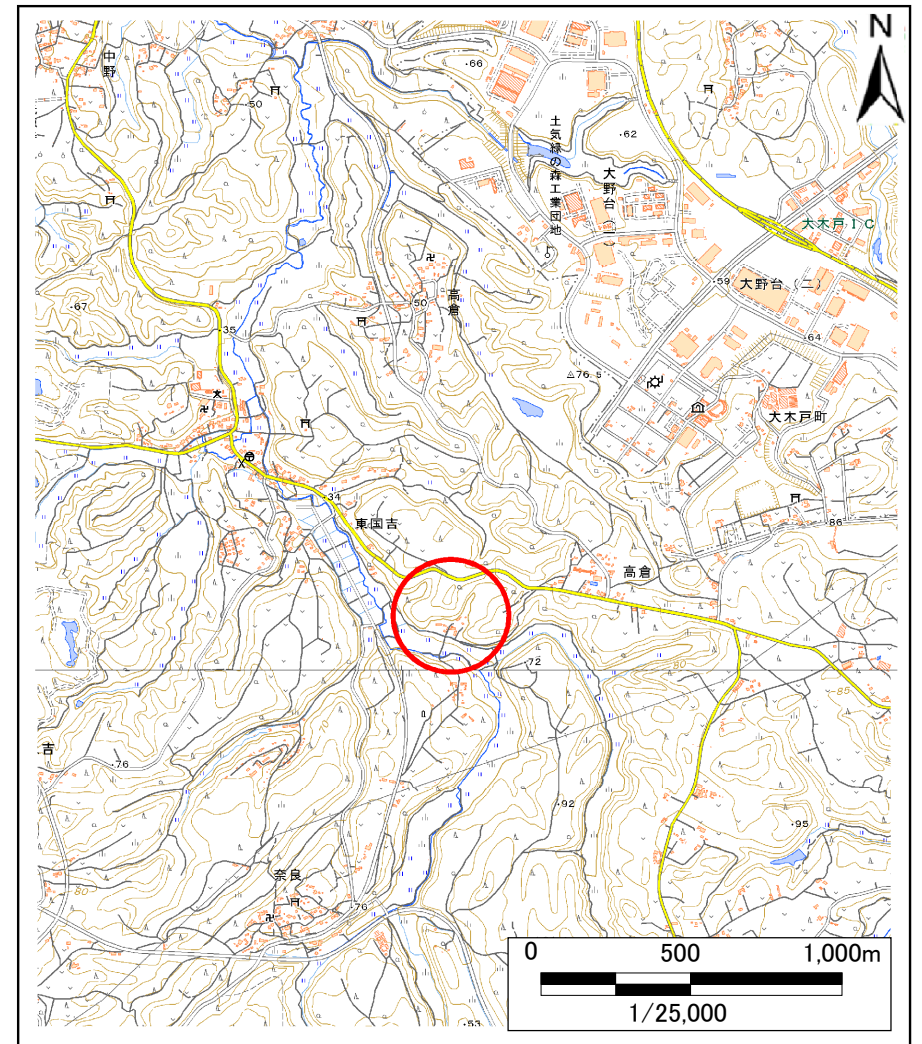 N
中野
・66
・50
土気緑の森工業団地
・62
大野台(一)
大木戸IC
・59
大野台(二)
・67
高倉
・50
・35
・64
△76.5
大木戸町
・34
東国吉
・86
高倉
・72
80
85
吉
・76
・92
・95
奈良
80
・76
・53
0 500 1,000m
1/25,000